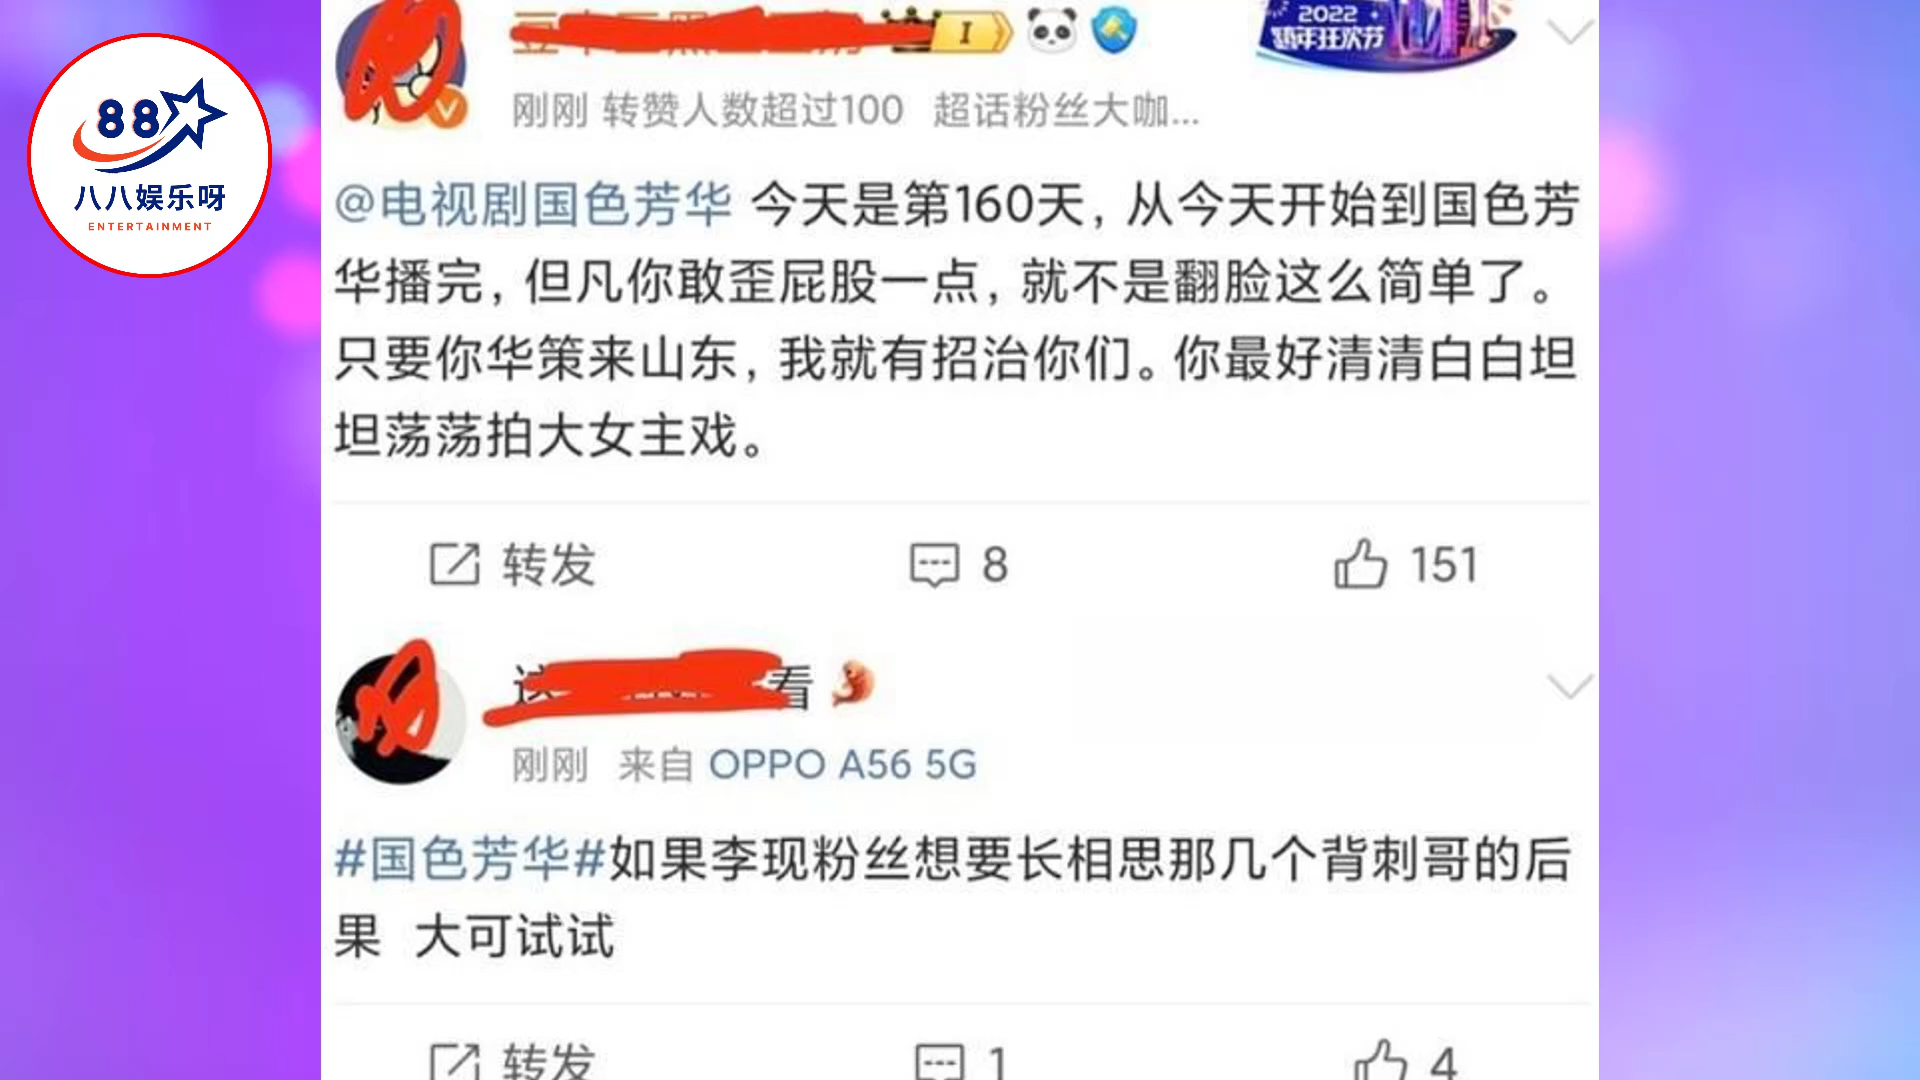 88
八八娱乐呀
ENTERTAINMENT
I
2022
跨年狂欢节
刚刚 转赞人数超过100 超话粉丝大咖...
@电视剧国色芳华 今天是第160天，从今天开始到国色芳
华播完，但凡你敢歪屁股一点，就不是翻脸这么简单了。
只要你华策来山东，我就有招治你们。你最好清清白白坦
坦荡荡拍大女主戏。
转发 8 151
看
刚刚 来自 OPPO A56 5G
#国色芳华#如果李现粉丝想要长相思那几个背刺哥的后
果 大可试试
转发 1 4